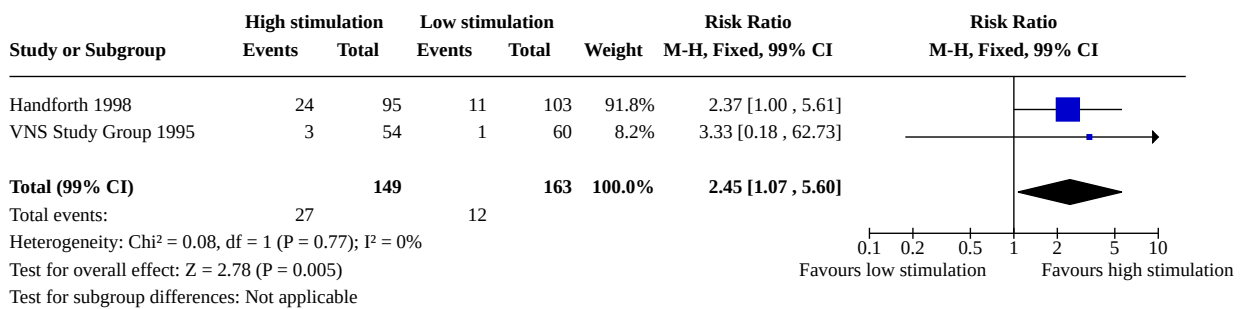 High stimulation Low stimulation Risk Ratio Risk Ratio
Study or Subgroup Events Total Events Total Weight M-H, Fixed, 99% CI M-H, Fixed, 99% CI
Handforth 1998 24 95 11 103 91.8% 2.37 [1.00 , 5.61]
VNS Study Group 1995 3 54 1 60 8.2% 3.33 [0.18 , 62.73]
Total (99% CI) 149 163 100.0% 2.45 [1.07 , 5.60]
Total events: 27 12
Heterogeneity: Chi² = 0.08, df = 1 (P = 0.77); I² = 0%
0.1 0.2 0.5 1 2 5 10
Test for overall effect: Z = 2.78 (P = 0.005) Favours low stimulation Favours high stimulation
Test for subgroup differences: Not applicable